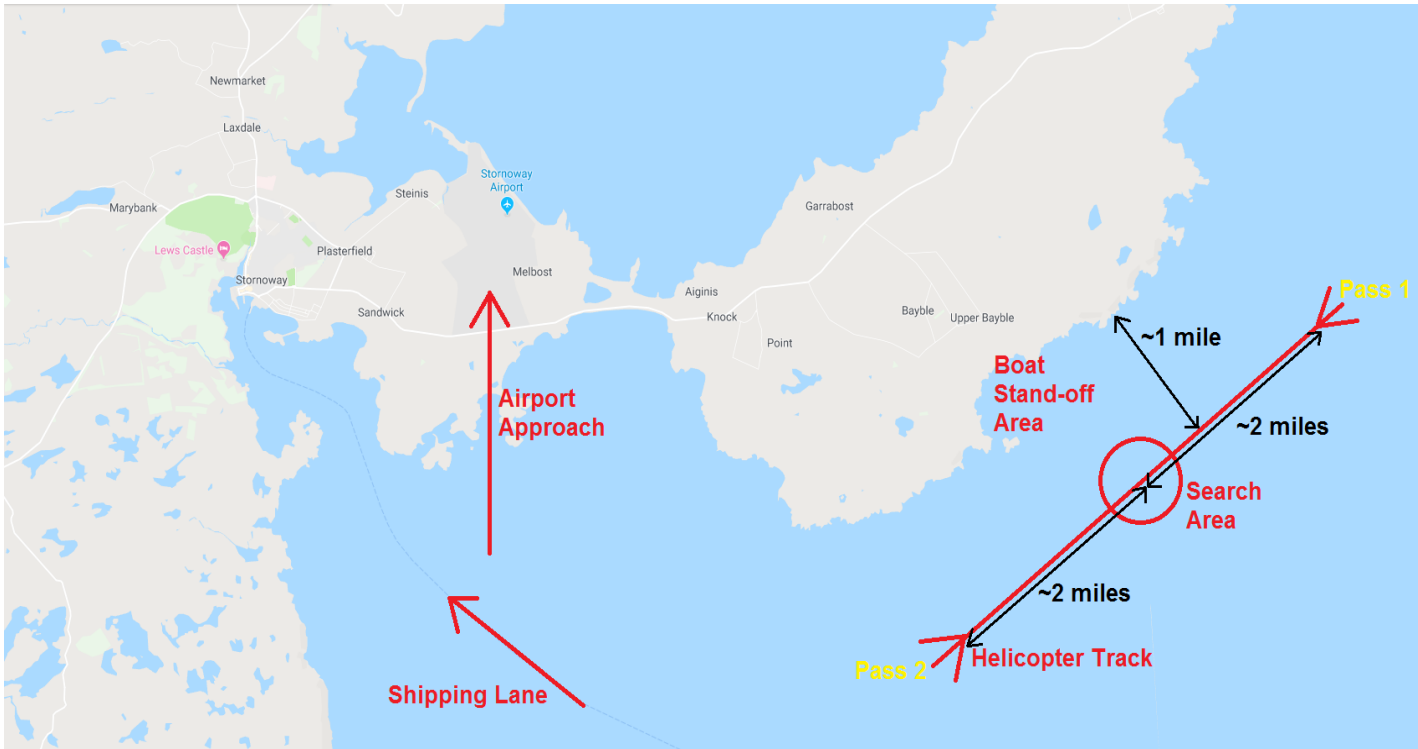 Newmarket
Laxdale
Stornoway
Airport
Steinis
Marybank
Garrabost
Lews Castle
Plasterfield
Melbost
Stornoway
Aiginis
Pass 1
Sandwick
Knock
Bayble
Upper Bayble
Point
~1 mile
Boat
Stand-off
Area
Airport
Approach
~2 miles
Search
Area
~2 miles
Pass 2
Helicopter Track
Shipping Lane